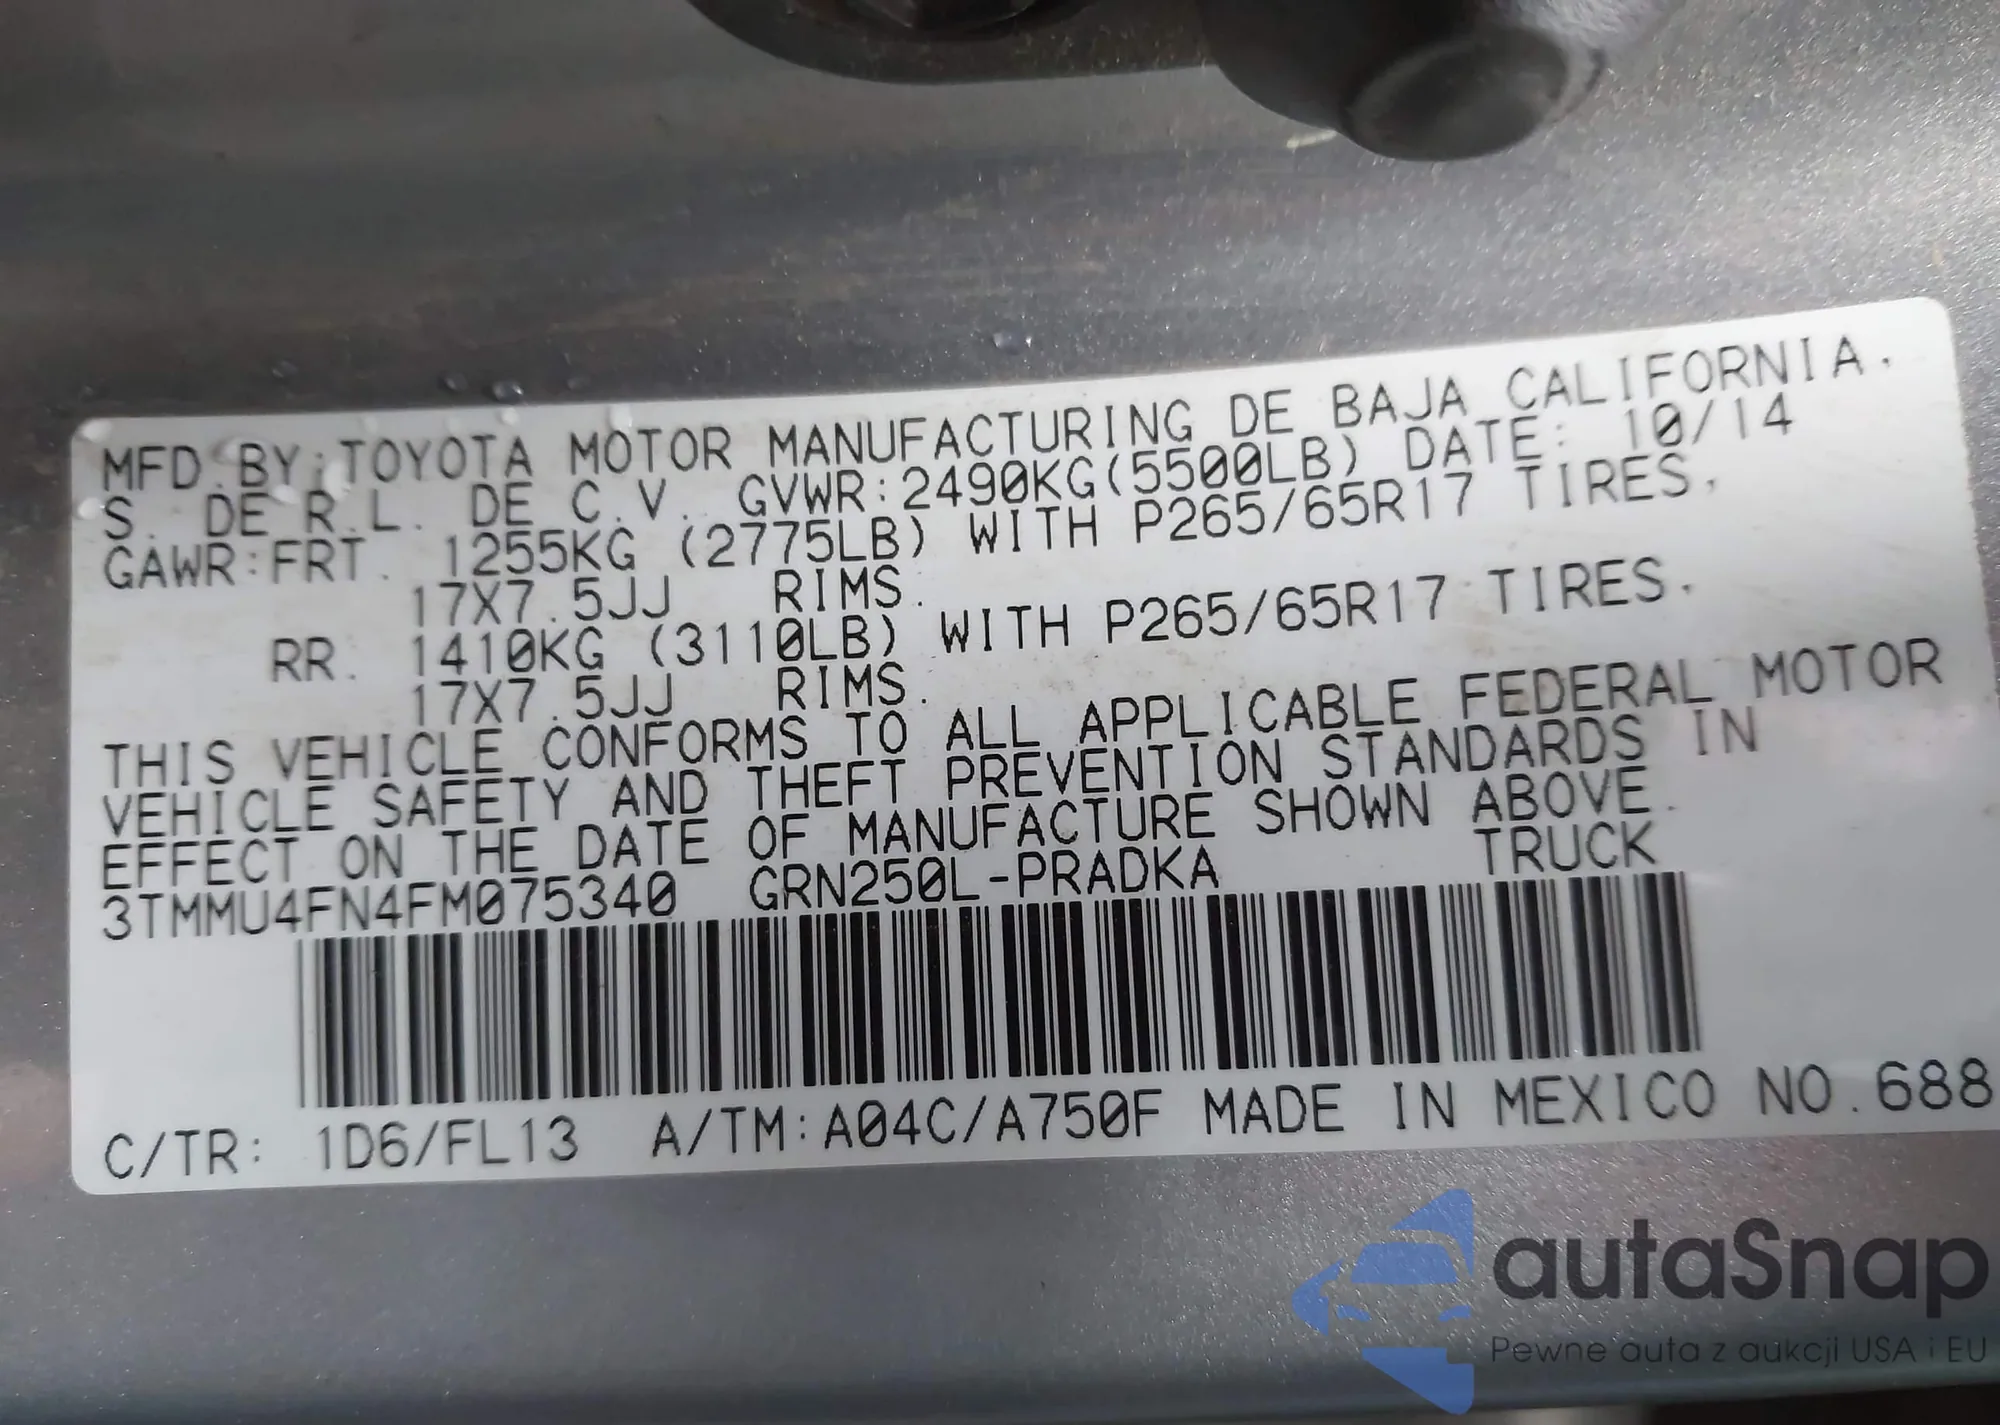 MFD.BY:TOYOTA MOTOR MANUFACTURING DE BAJA CALIFORNIA.
S. DE R.L. DE C.V. GVWR:2490KG(5500LB) DATE: 10/14
GAWR:FRT. 1255KG (2775LB) WITH P265/65R17 TIRES,
17X7.5JJ RIMS.
RR. 1410KG (3110LB) WITH P265/65R17 TIRES.
17X7.5JJ RIMS.
THIS VEHICLE CONFORMS TO ALL APPLICABLE FEDERAL MOTOR
VEHICLE SAFETY AND THEFT PREVENTION STANDARDS IN
EFFECT ON THE DATE OF MANUFACTURE SHOWN ABOVE.
3TMMU4FN4FM075340 GRN250L-PRADKA TRUCK
C/TR: 1D6/FL13 A/TM:A04C/A750F MADE IN MEXICO NO.688
autaSnap
Pewne auta z aukcji USA i EU